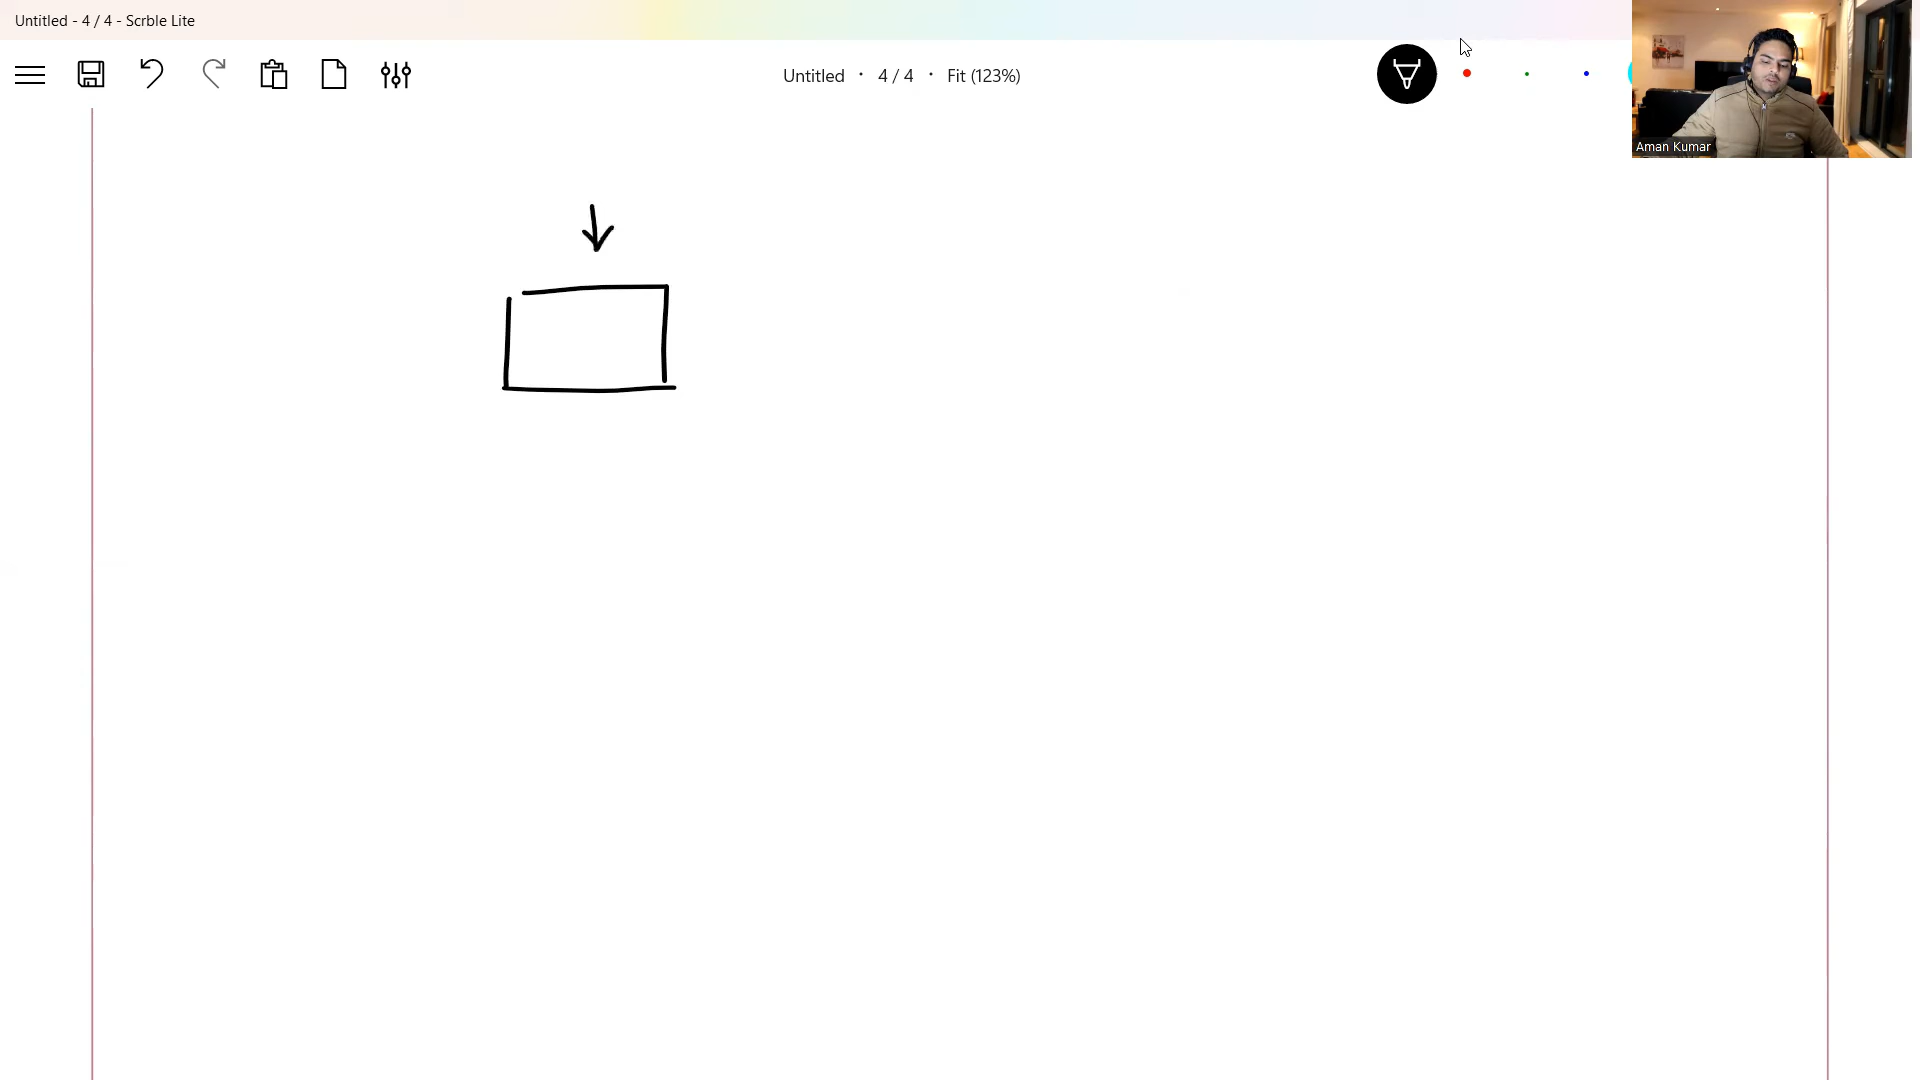 Untitled - 4 / 4 - Scrble Lite
Untitled · 4 / 4 · Fit (123%)
Aman Kumar